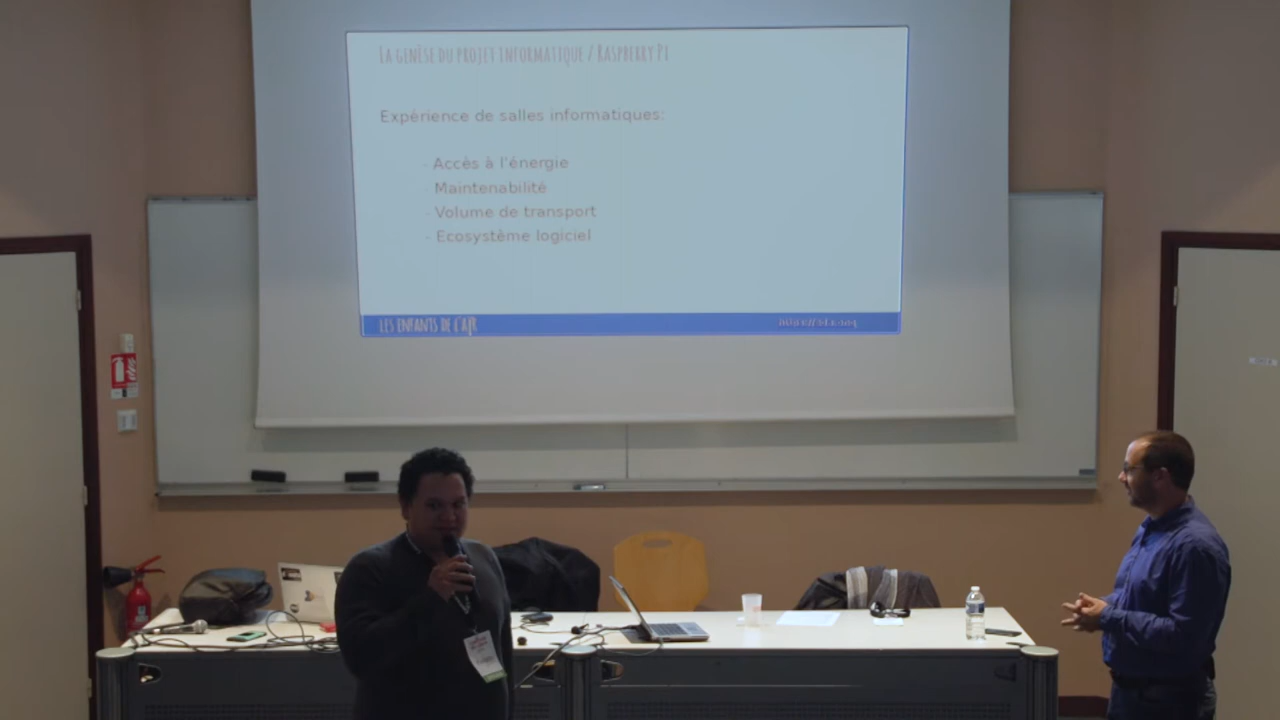 La genèse du projet informatique / Raspberry Pi
Expérience de salles informatiques:
- Accès à l'énergie
- Maintenabilité
- Volume de transport
- Ecosystème logiciel
Les enfants de l'air